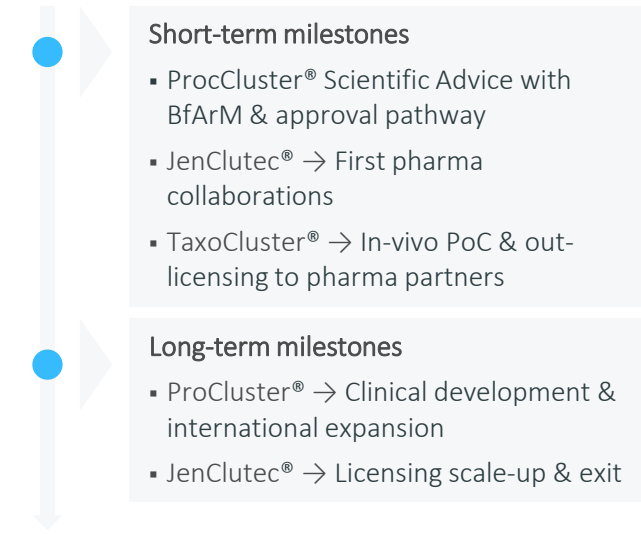 Short-term milestones
▪ ProcCluster® Scientific Advice with
BfArM & approval pathway
▪ JenClutec® → First pharma
collaborations
▪ TaxoCluster® → In-vivo PoC & out-
licensing to pharma partners
Long-term milestones
▪ ProCluster® → Clinical development &
international expansion
▪ JenClutec® → Licensing scale-up & exit